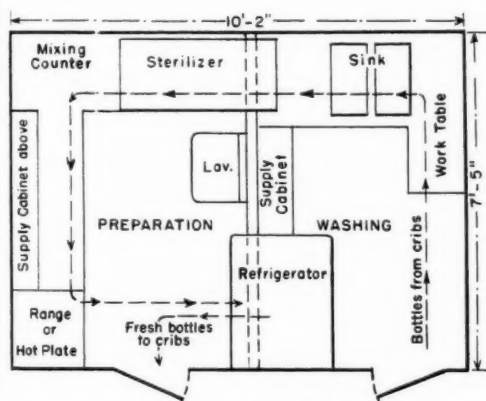 10'-2"
Mixing
Counter
Sterilizer
Sink
Supply Cabinet above
Lav.
Supply
Cabinet
Work Table
7'-5"
PREPARATION
WASHING
Refrigerator
Bottles from cribs
Range
or
Hot Plate
Fresh bottles
to cribs